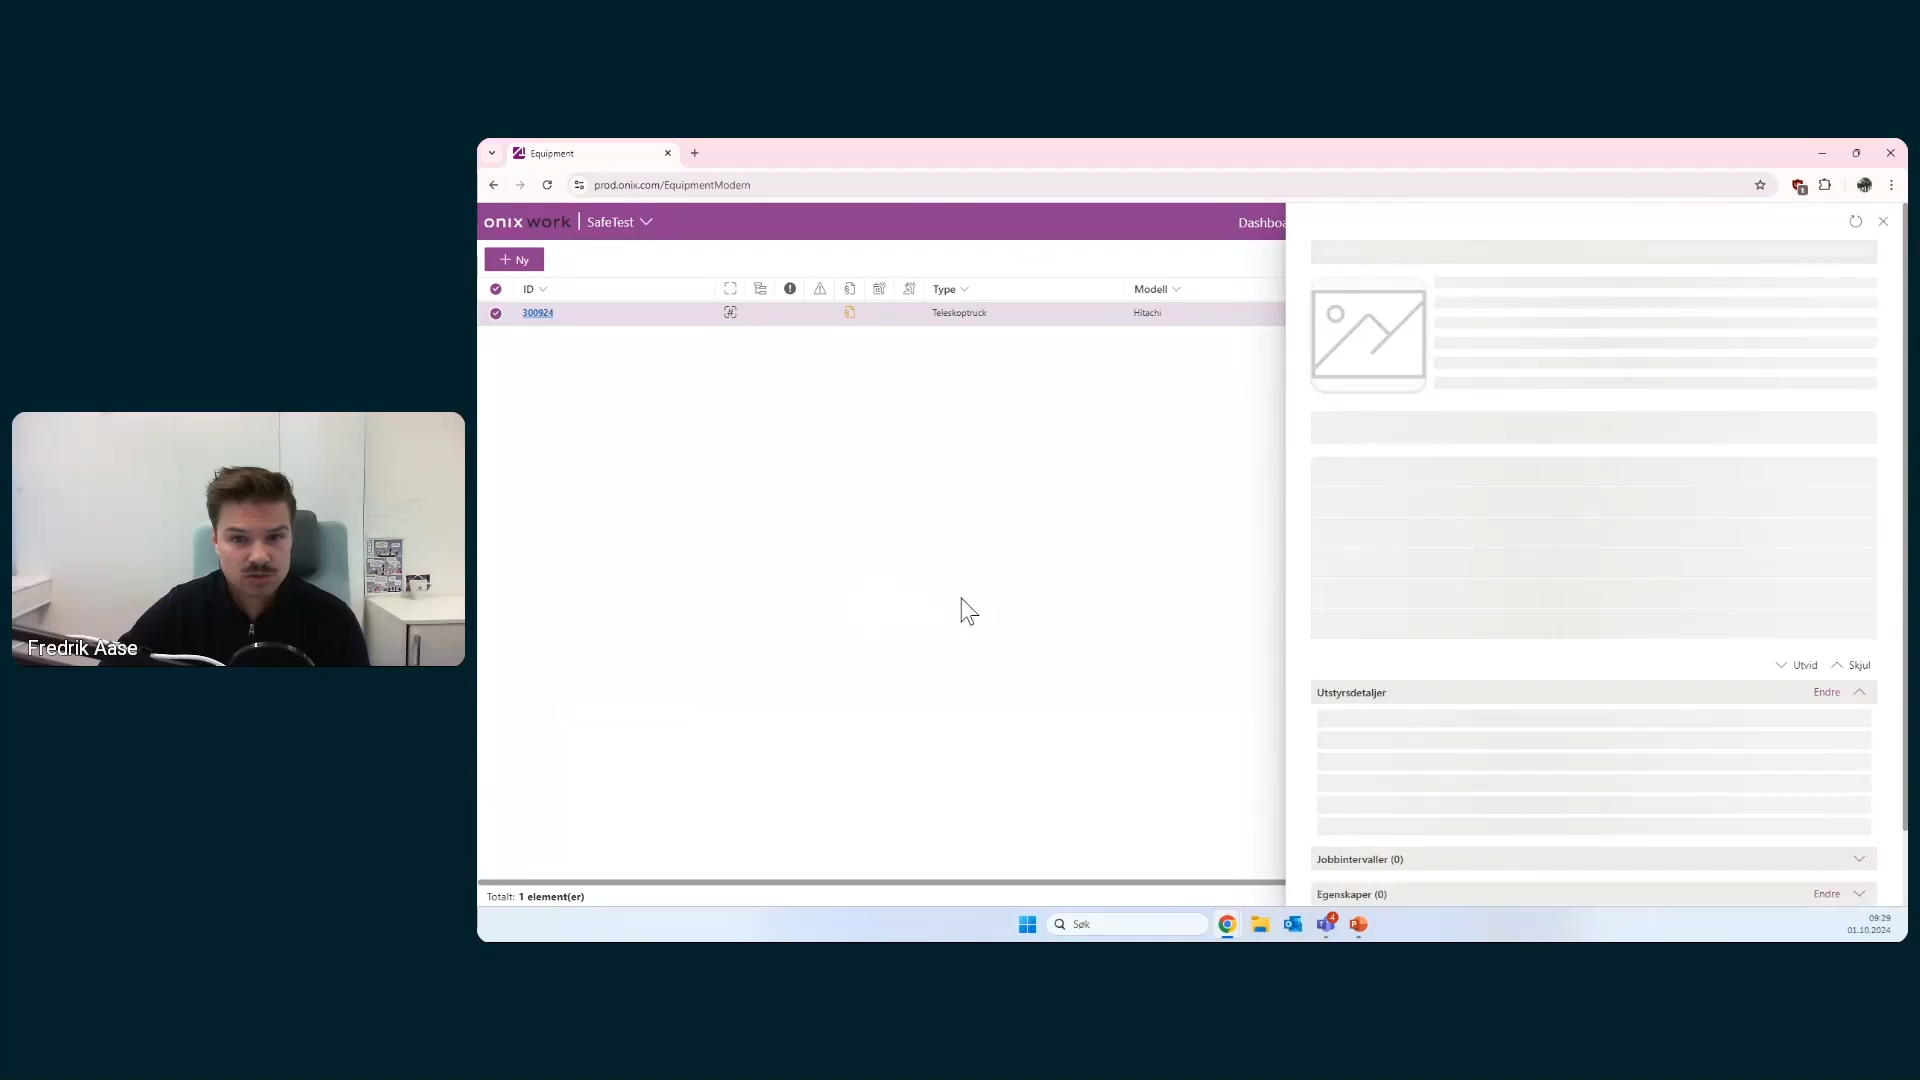 Equipment
prod.onix.com/EquipmentModern
onix work | SafeTest
Dashboa
+ Ny
ID
Type
Modell
300924
Teleskoptruck
Hitachi
Utvid
Skjul
Utstyrsdetaljer
Endre
Jobbintervaller (0)
Egenskaper (0)
Endre
Totalt: 1 element(er)
Søk
4
09:29
01.10.2024
Fredrik Aase